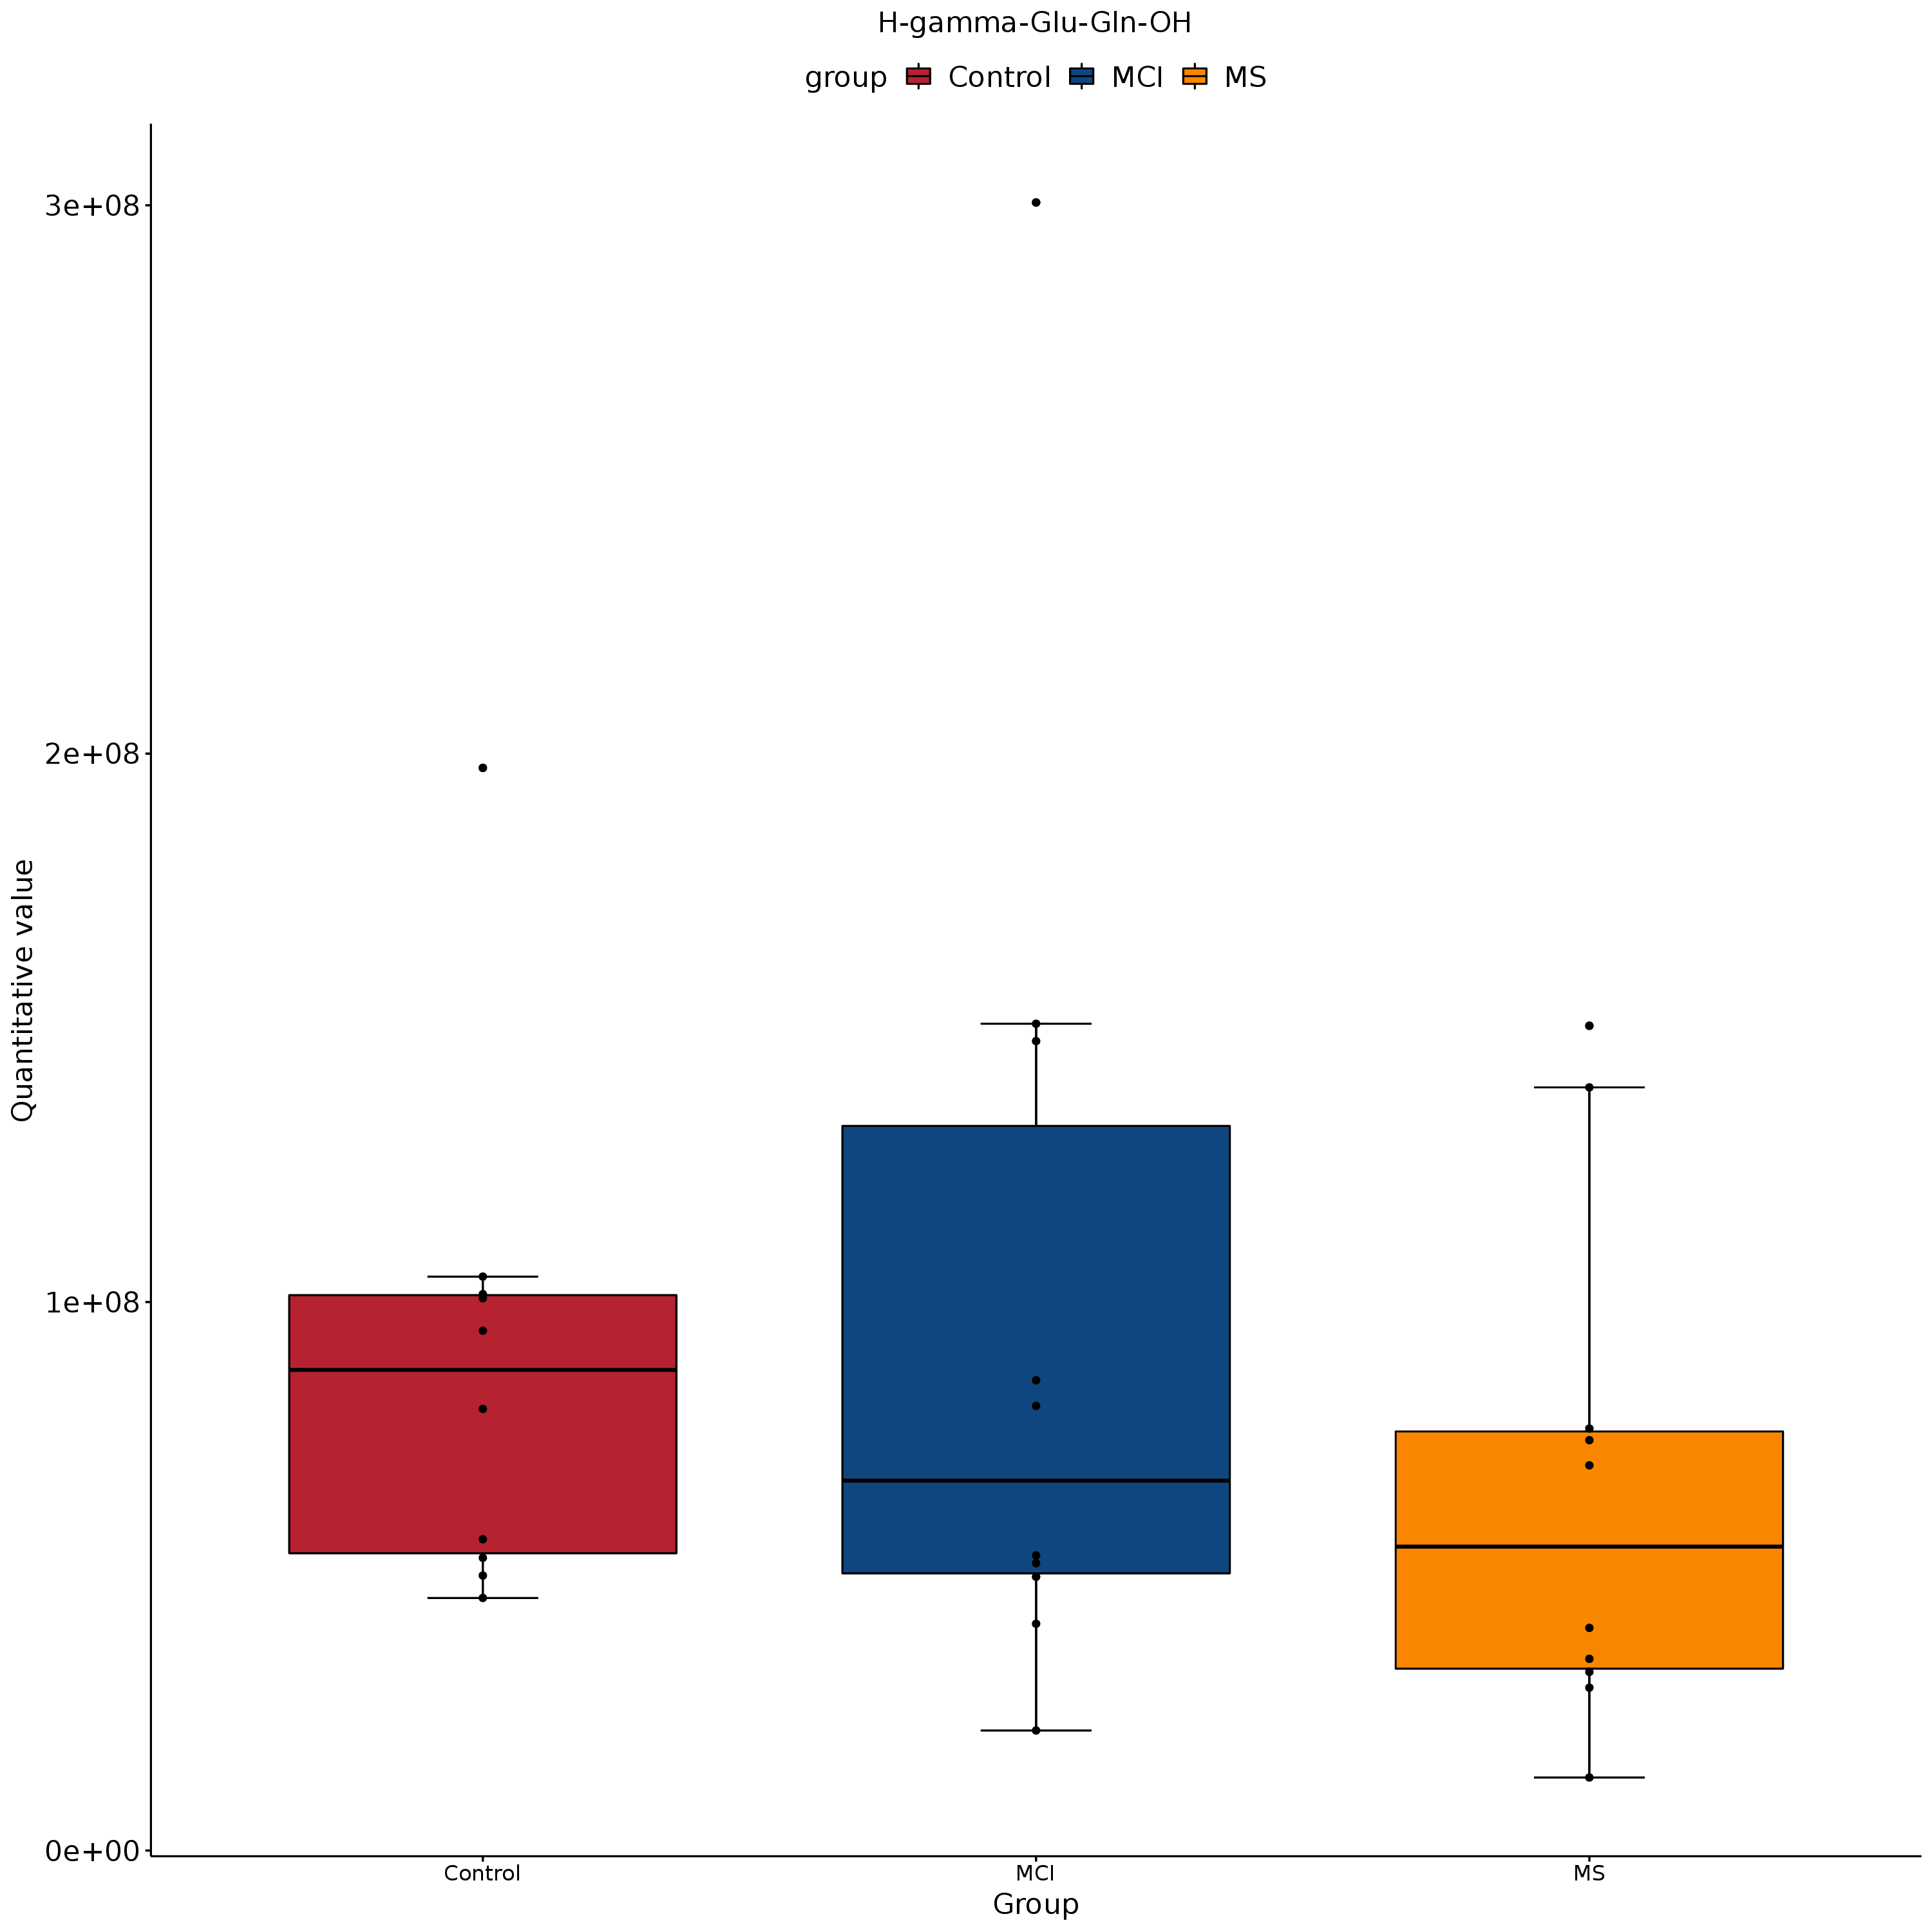 H-gamma-Glu-Gln-OH
group Control MCI MS
3e+08
2e+08
1e+08
0e+00
Quantitative value
Control MCI MS
Group